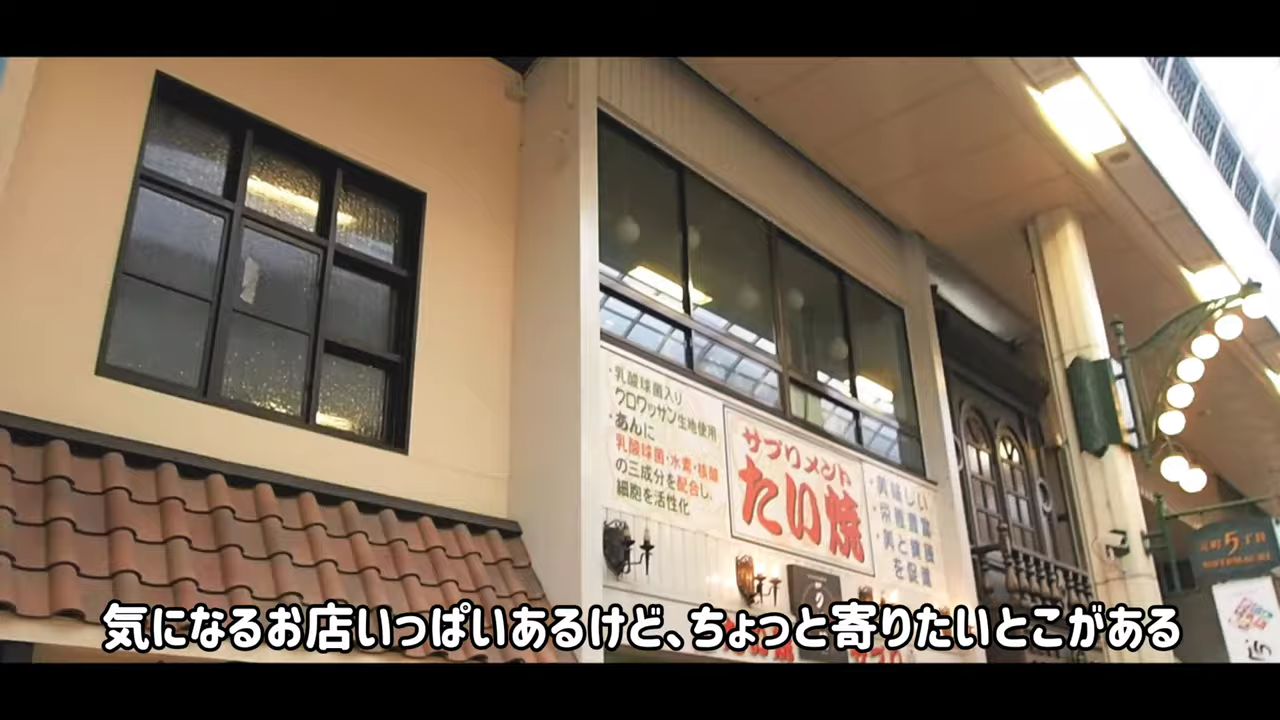 ・乳酸球菌入り
クロワッサン生地使用
・あんに
乳酸球菌・水素・核酸
の三成分を配合し、
細胞を活性化
サプリメント
たい焼
・美味しい
・栄養豊富
・美と健康
を促進
元町5丁目
気になるお店いっぱいあるけど、ちょっと寄りたいとこがある